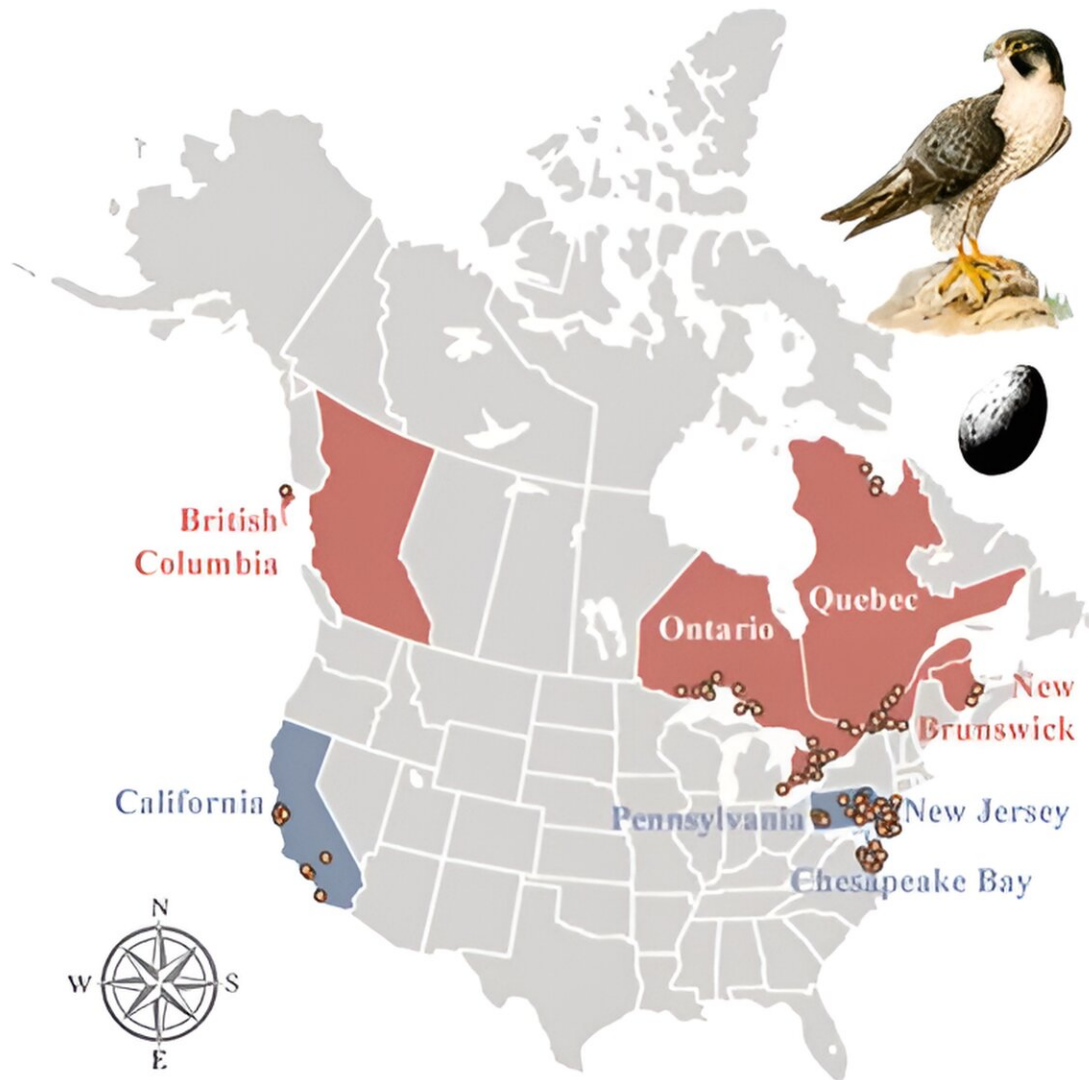 British
Columbia
Quebec
Ontario
New
Brunswick
California
Pennsylvania
New Jersey
Chesapeake Bay
N
W
S
E